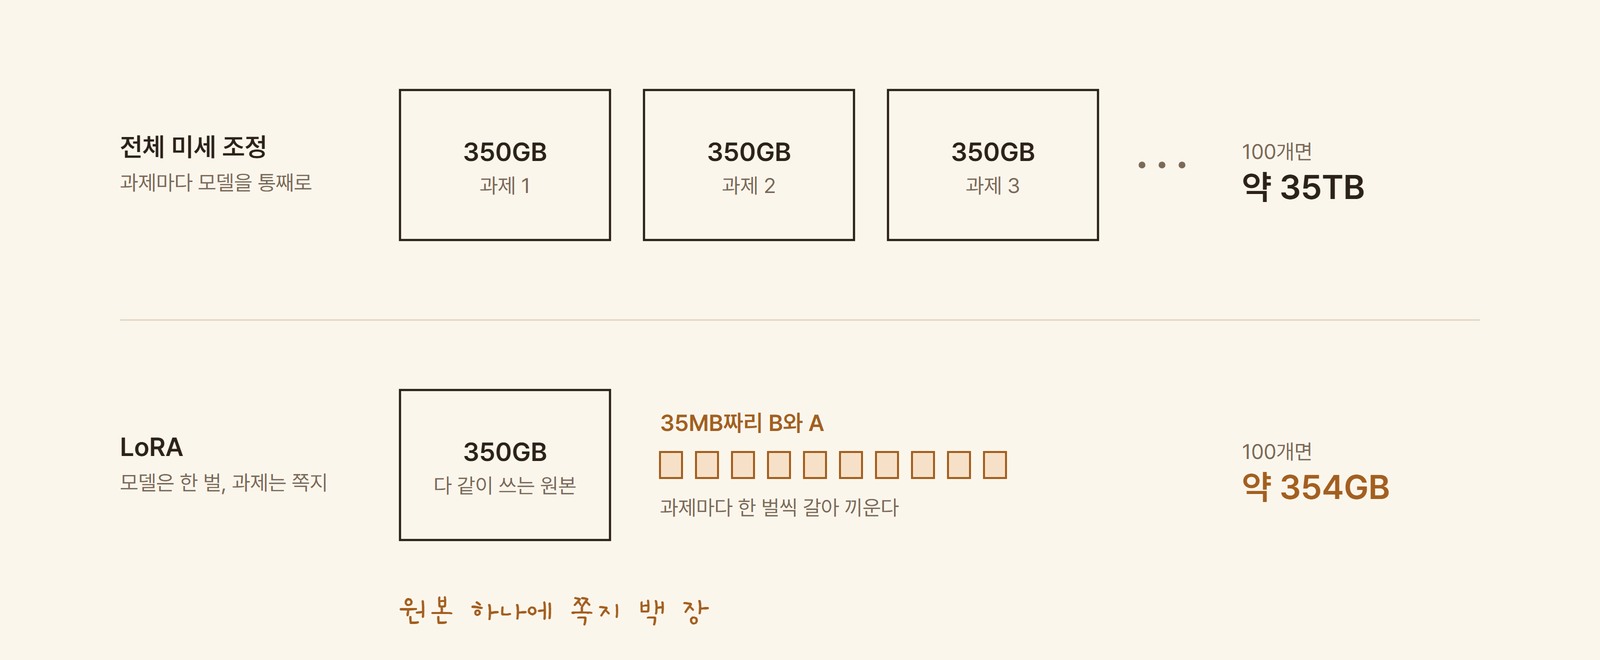 전체 미세 조정
과제마다 모델을 통째로
350GB
과제 1
350GB
과제 2
350GB
과제 3
100개면
약 35TB
LoRA
모델은 한 벌, 과제는 쪽지
350GB
다 같이 쓰는 원본
35MB짜리 B와 A
과제마다 한 벌씩 갈아 끼운다
100개면
약 354GB
원본 하나에 쪽지 백 장